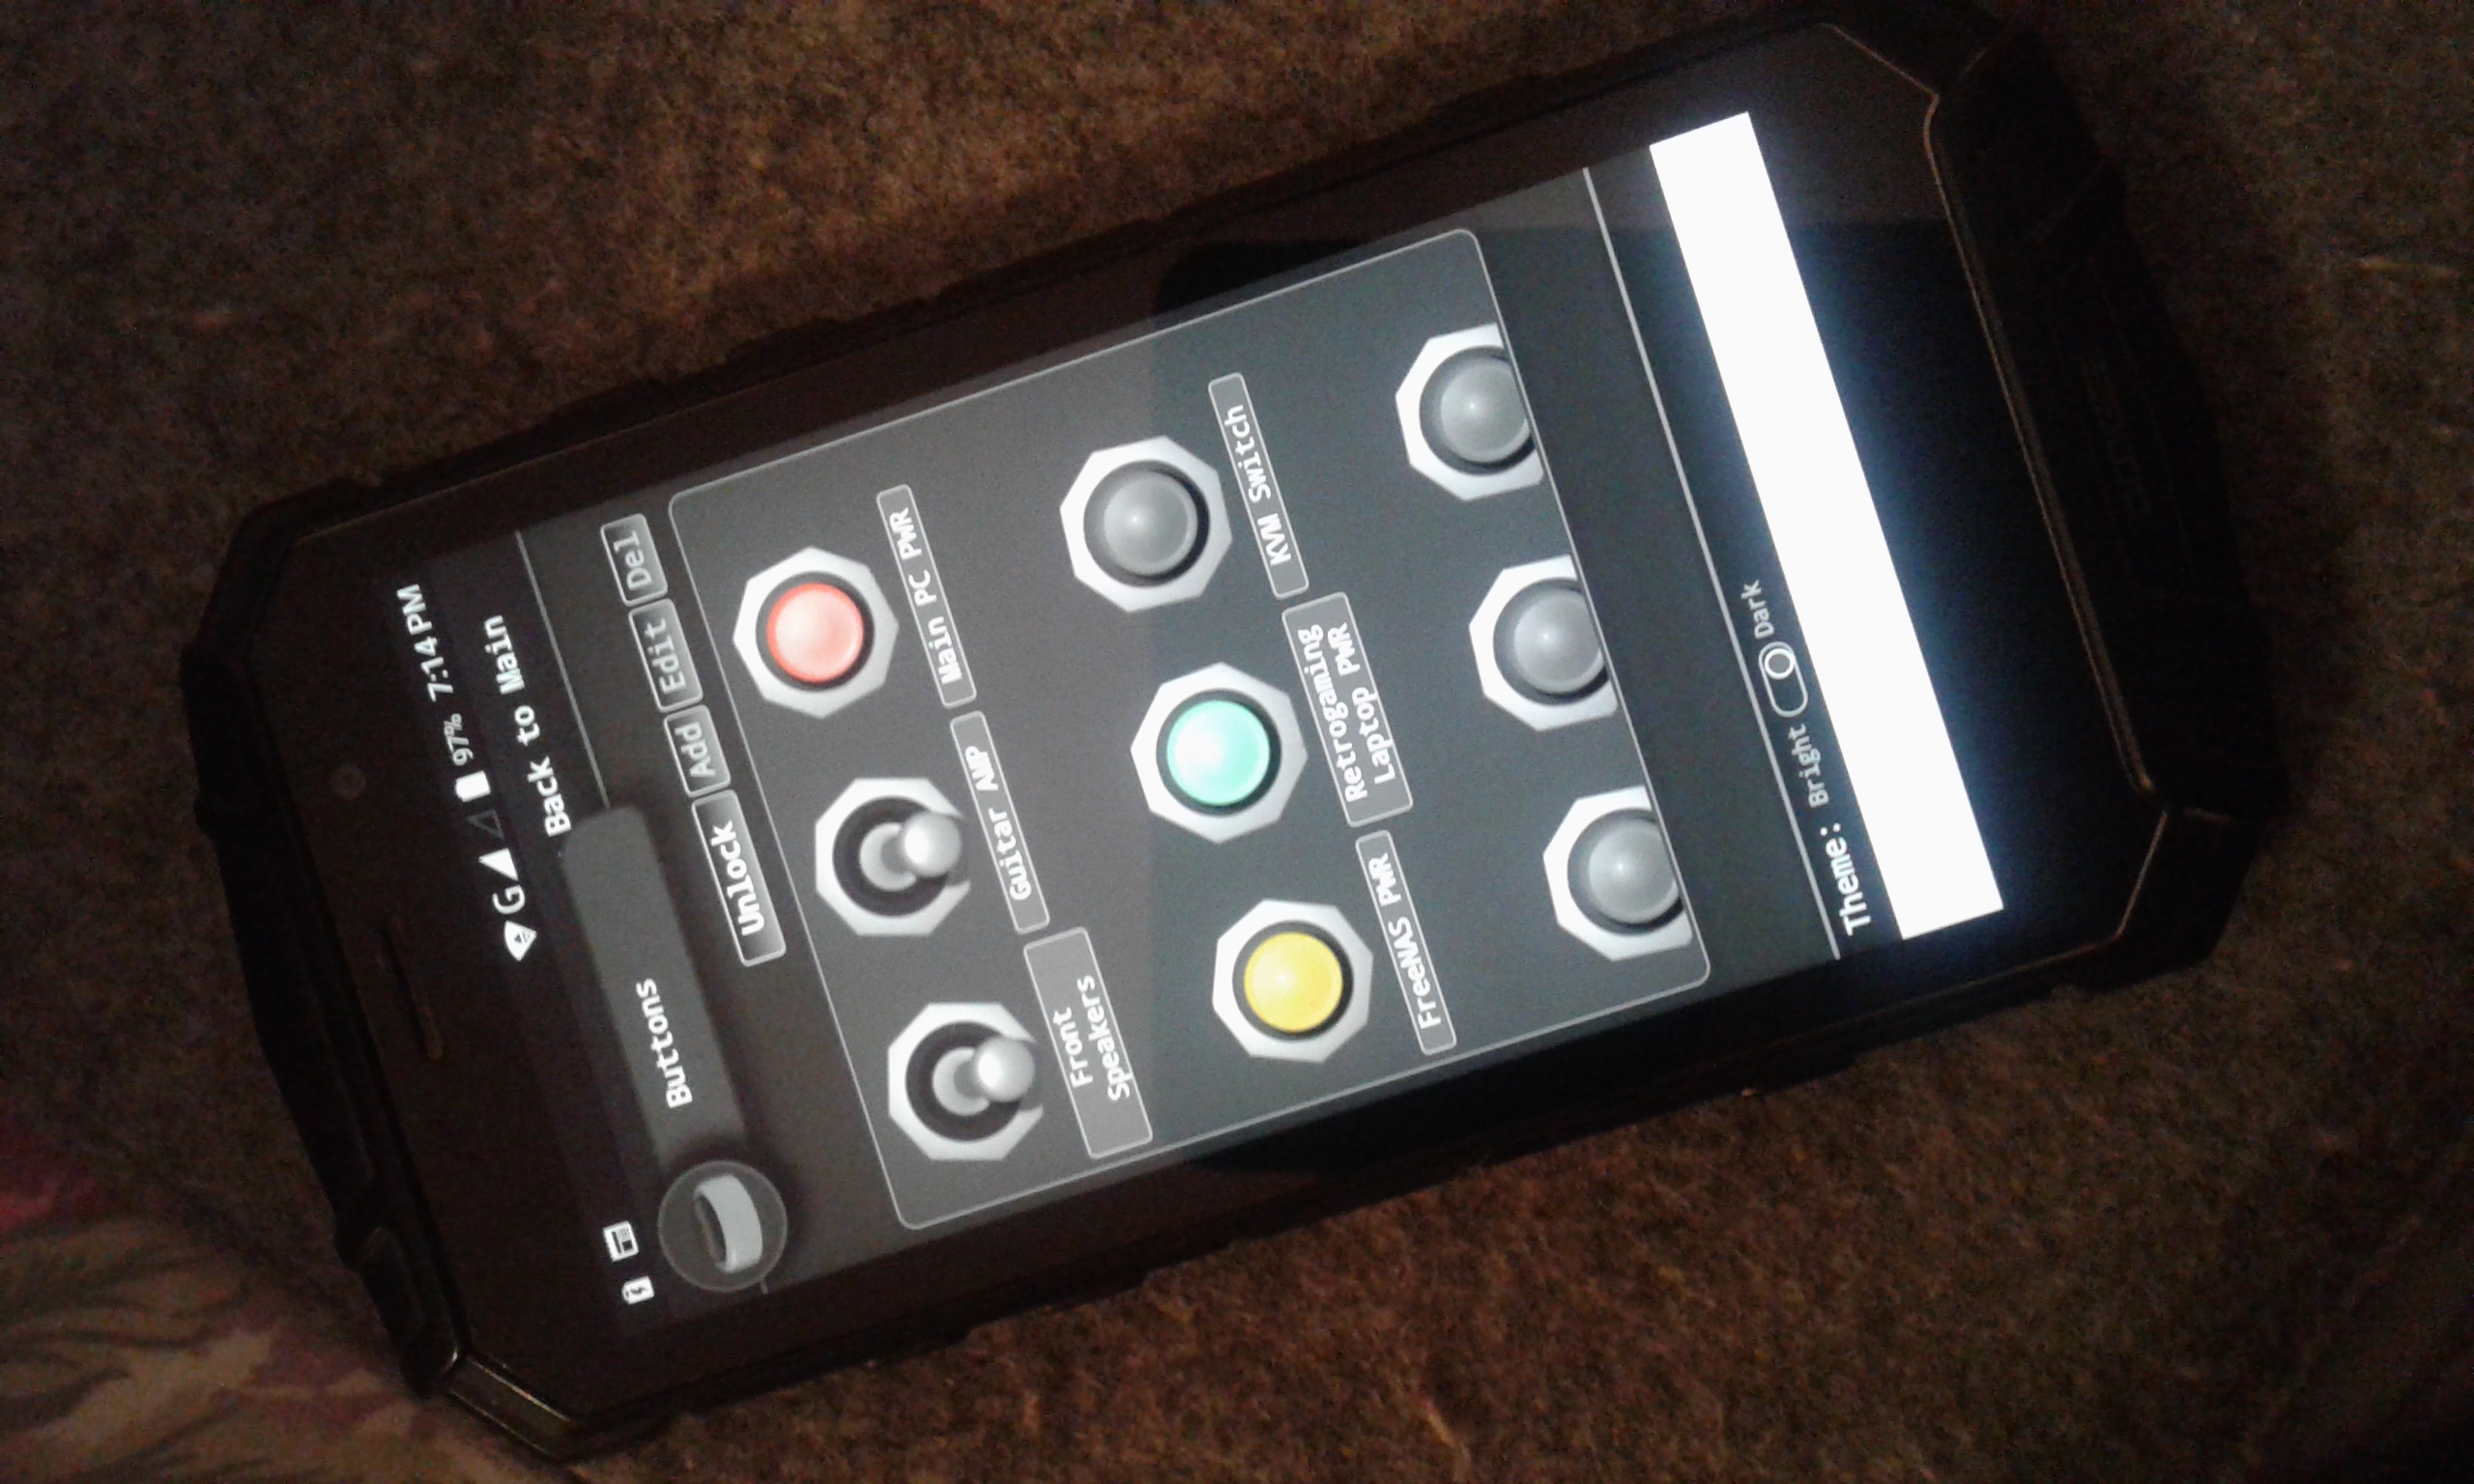 G 97% 7:14 PM
Back to Main
Buttons
Unlock Add Edit Del
Front
Speakers
Guitar AMP
Main PC PWR
FreeNAS PWR
Retrogaming
Laptop PWR
KVM Switch
Theme: Bright Dark